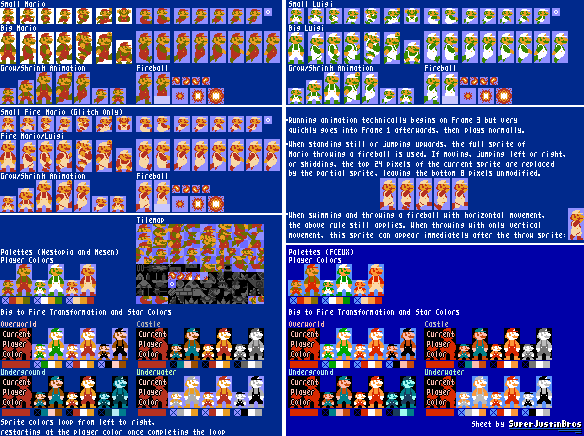 Small Mario
Big Mario
Grow/Shrink Animation
Fireball
Small Luigi
Big Luigi
Grow/Shrink Animation
Fireball
Small Fire Mario (Glitch Only)
Fire Mario/Luigi
Grow/Shrink Animation
Fireball
Running animation technically begins on Frame 3 but very
quickly goes into Frame 1 afterwards, then plays normally.
When standing still or jumping upwards, the full sprite of
Mario throwing a fireball is used. If moving, jumping left or right,
or skidding, the top 24 pixels of the current sprite are replaced
by the partial sprite, leaving the bottom 8 pixels unmodified.
When swimming and throwing a fireball with horizontal movement,
the above rule still applies. When throwing with only vertical
movement, this sprite can appear immediately after the throw sprite:
Tilemap
Palettes (Nestopia and Mesen)
Player Colors
Big to Fire Transformation and Star Colors
Overworld
Current
Player
Color
Castle
Current
Player
Color
Underground
Current
Player
Color
Underwater
Current
Player
Color
Sprite colors loop from left to right,
restarting at the player color once completing the loop
Palettes (FCEUX)
Player Colors
Big to Fire Transformation and Star Colors
Overworld
Current
Player
Color
Castle
Current
Player
Color
Underground
Current
Player
Color
Underwater
Current
Player
Color
Sheet by SuperJustinBros